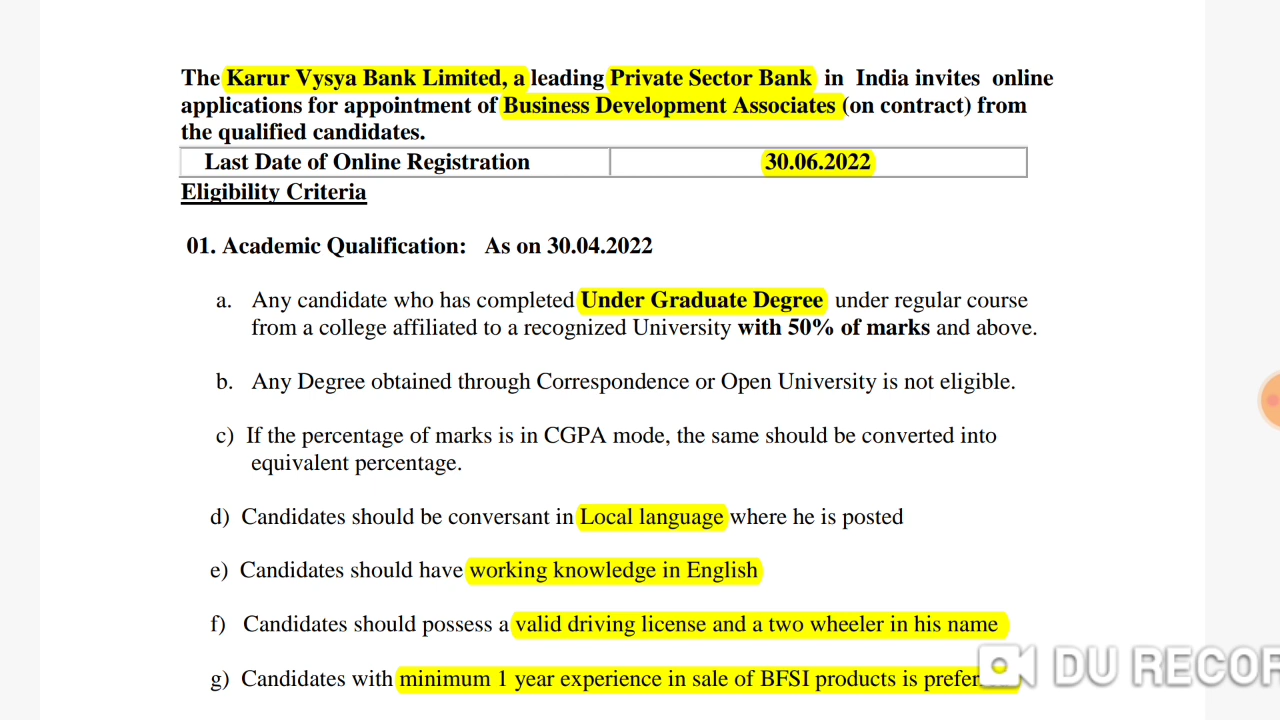 The Karur Vysya Bank Limited, a leading Private Sector Bank in India invites online
applications for appointment of Business Development Associates (on contract) from
the qualified candidates.
Last Date of Online Registration 30.06.2022
Eligibility Criteria
01. Academic Qualification: As on 30.04.2022
a. Any candidate who has completed Under Graduate Degree under regular course
from a college affiliated to a recognized University with 50% of marks and above.
b. Any Degree obtained through Correspondence or Open University is not eligible.
c) If the percentage of marks is in CGPA mode, the same should be converted into
equivalent percentage.
d) Candidates should be conversant in Local language where he is posted
e) Candidates should have working knowledge in English
f) Candidates should possess a valid driving license and a two wheeler in his name
g) Candidates with minimum 1 year experience in sale of BFSI products is prefer
DU RECOR